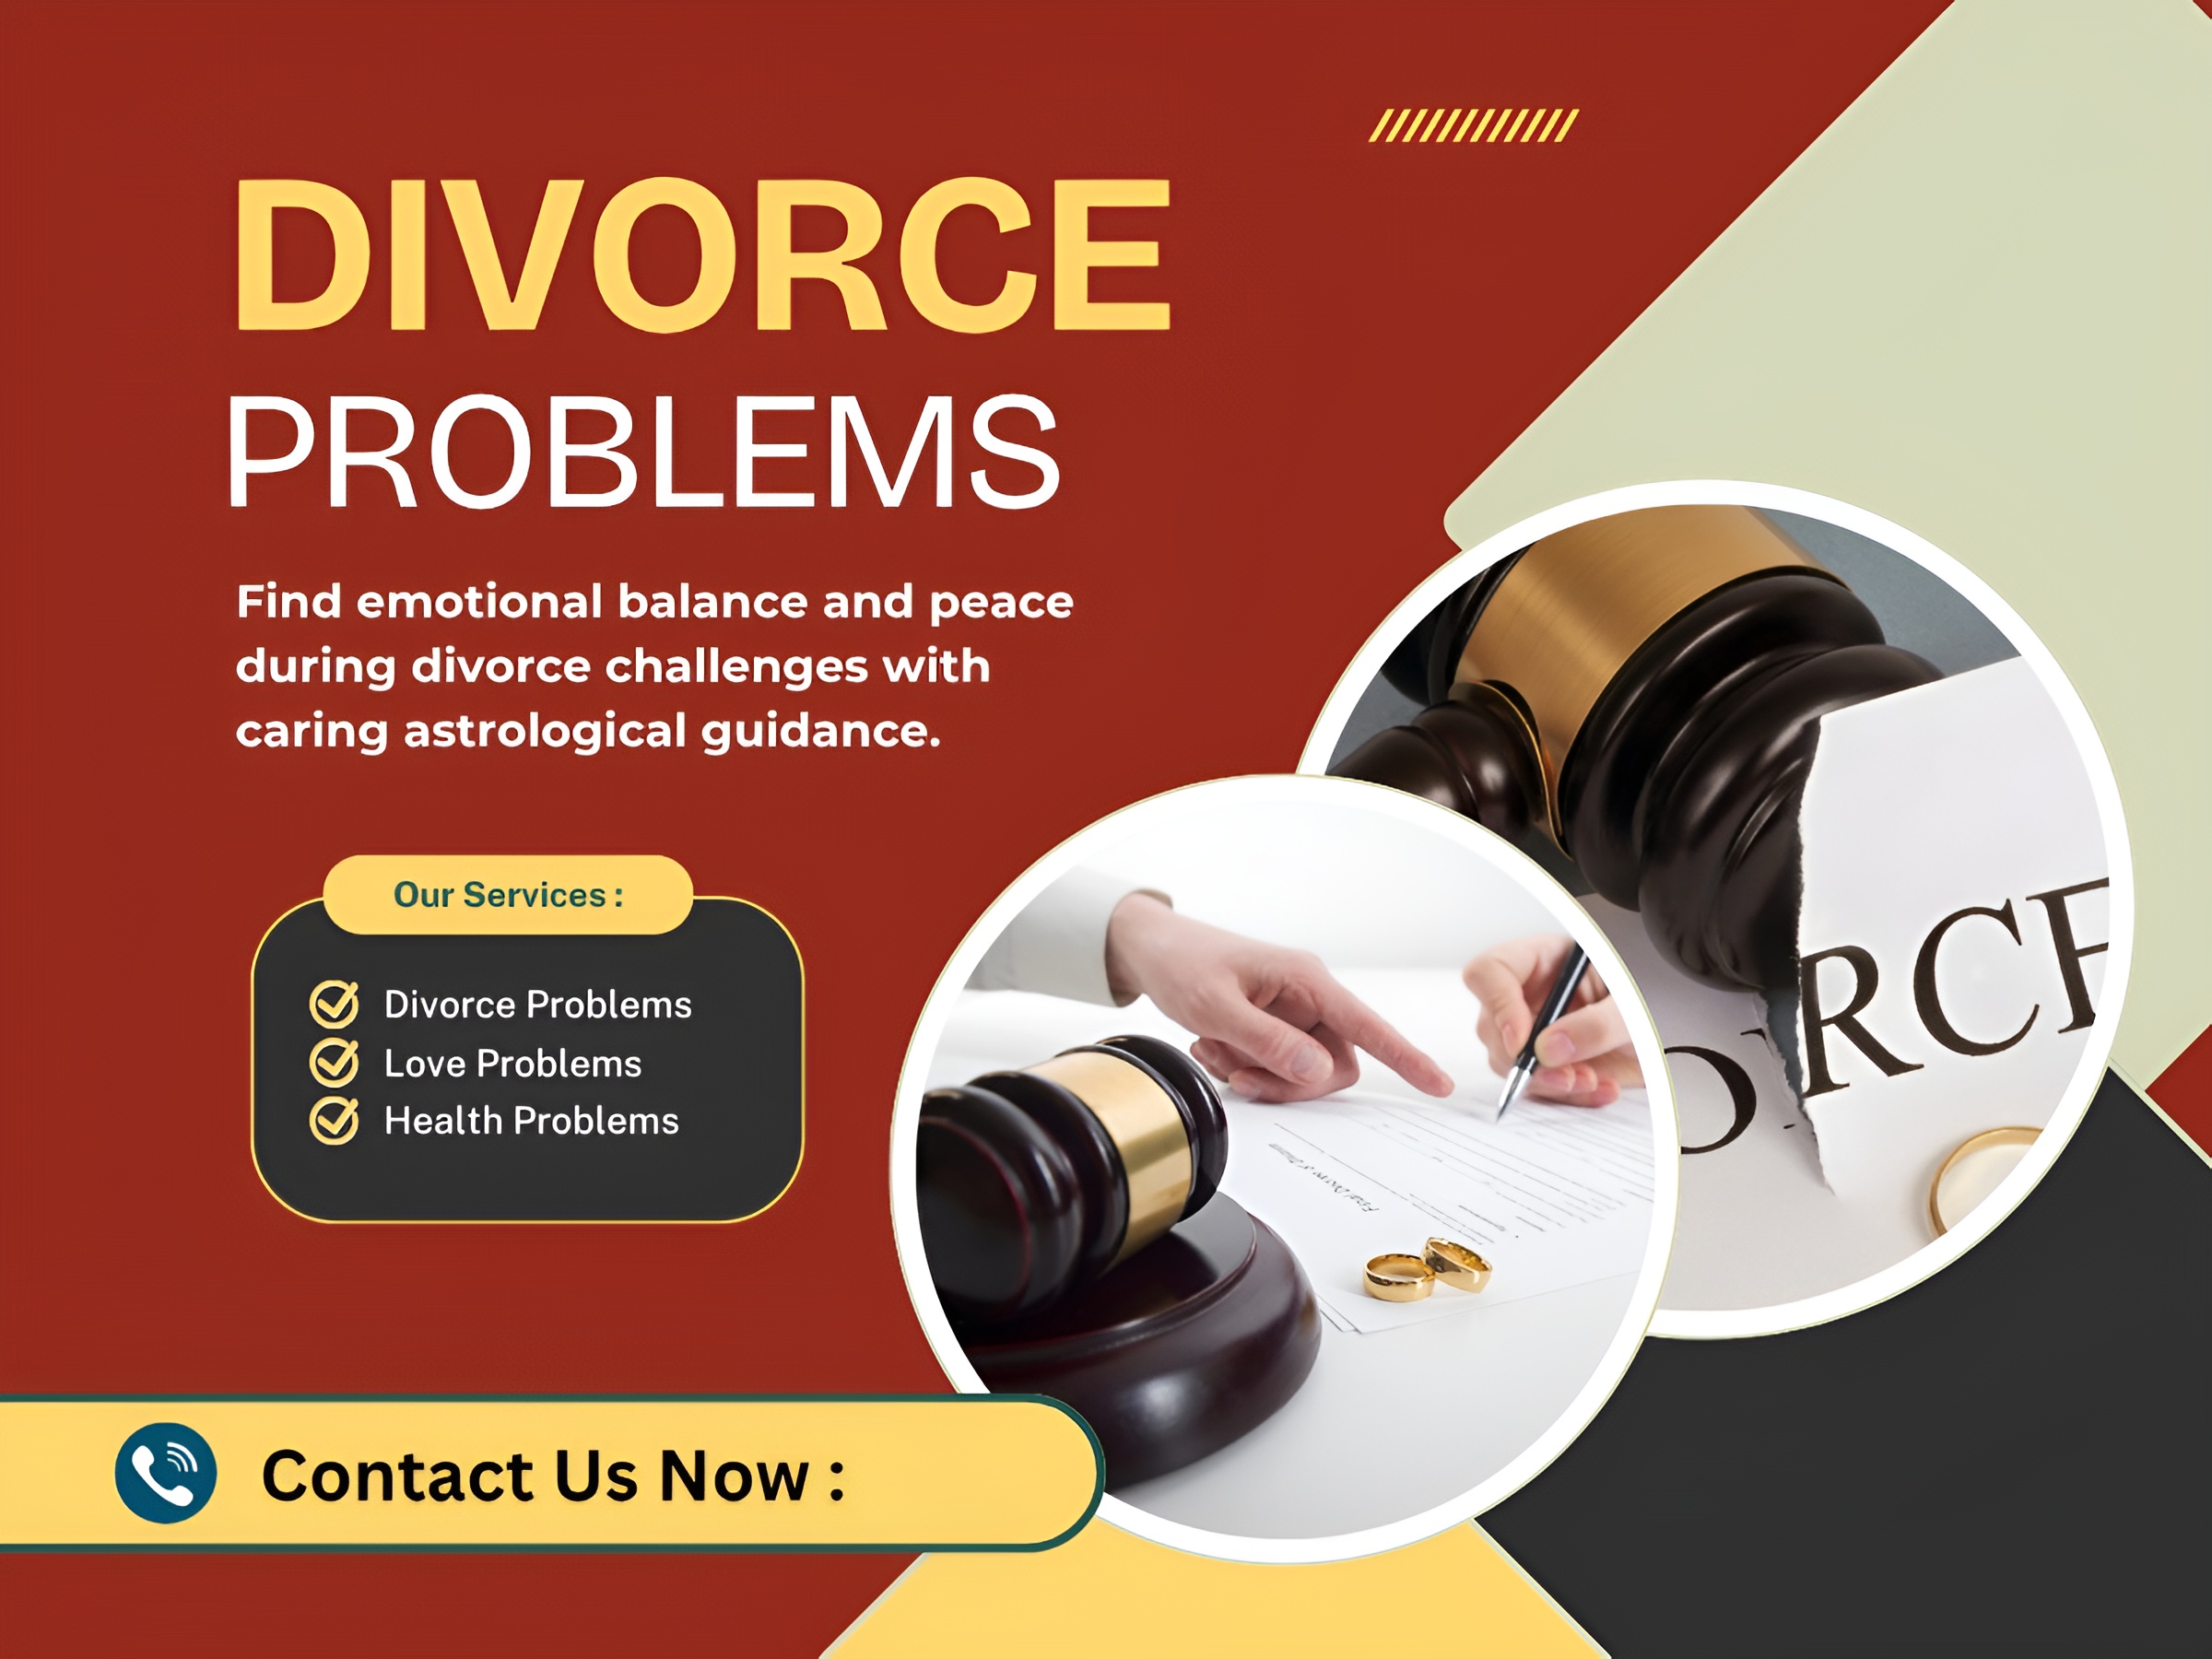 DIVORCE
PROBLEMS
Find emotional balance and peace
during divorce challenges with
caring astrological guidance.
Our Services :
Divorce Problems
Love Problems
Health Problems
Contact Us Now :
O
RCE